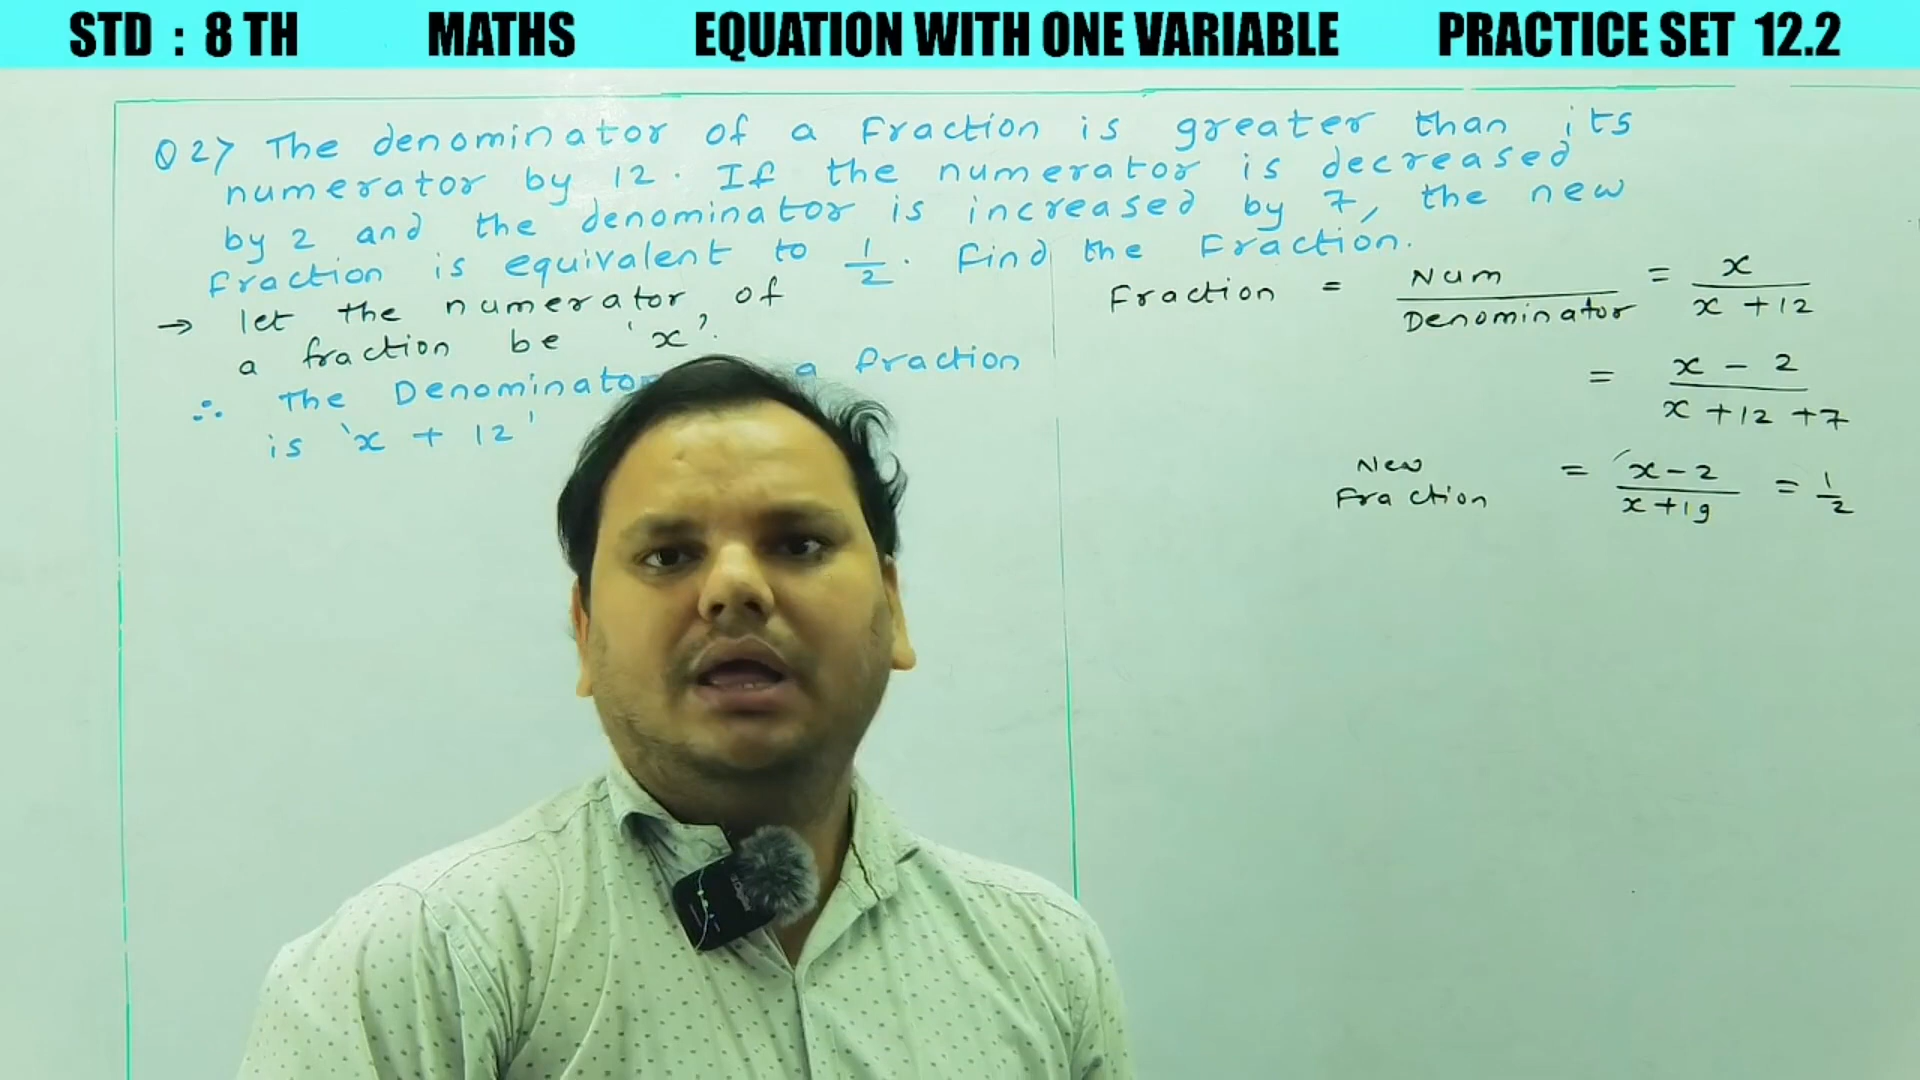 STD : 8 TH MATHS EQUATION WITH ONE VARIABLE PRACTICE SET 12.2
Q 2> The denominator of a Fraction is greater than its
numerator by 12. If the numerator is decreased
by 2 and the denominator is increased by 7, the new
fraction is equivalent to 1/2. Find the Fraction.
→ let the numerator of
a fraction be 'x'.
∴ The Denominato a fraction
is 'x + 12'
Fraction = Num/Denominator = x/x + 12
= x - 2/x + 12 + 7
New Fraction = x - 2/x + 19 = 1/2